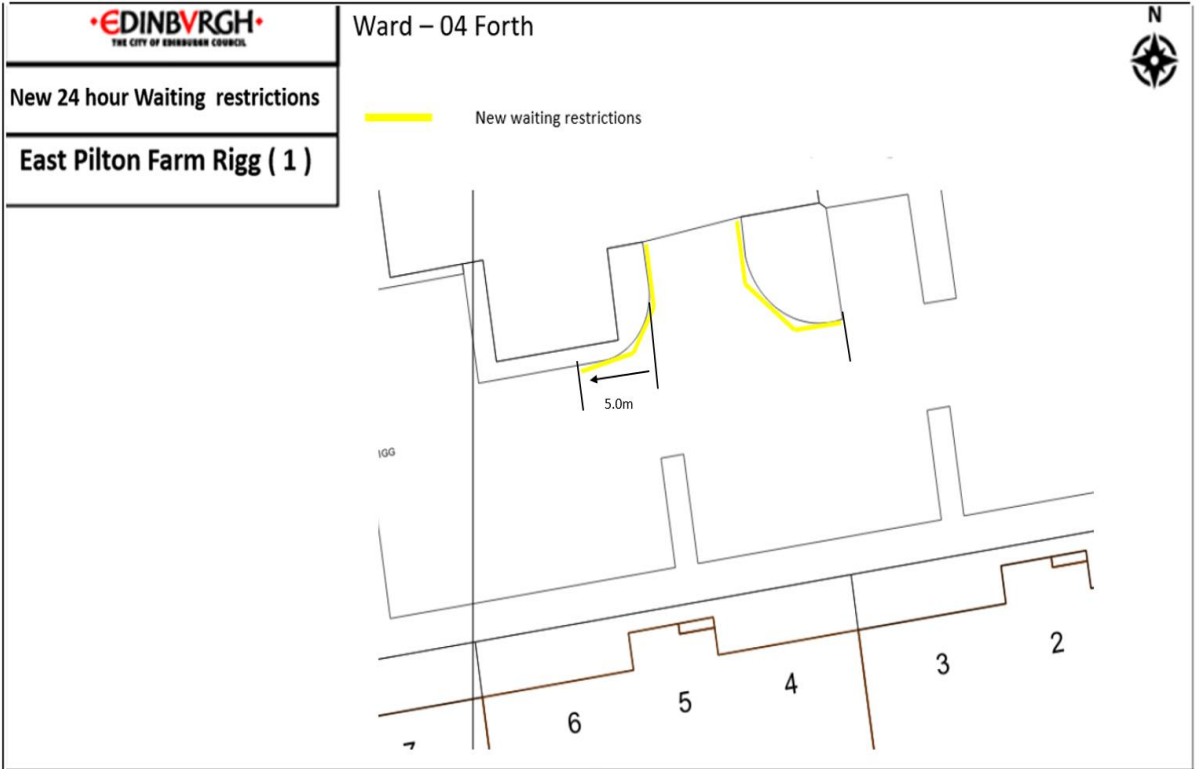 EDINBVRGH
THE CITY OF EDINBURGH COUNCIL
New 24 hour Waiting restrictions
East Pilton Farm Rigg ( 1 )
Ward – 04 Forth
N
New waiting restrictions
5.0m
IGG
2
3
4
5
6